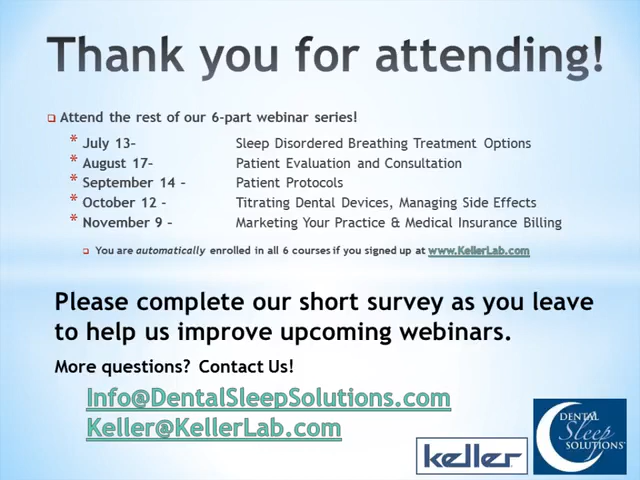 Thank you for attending!
Attend the rest of our 6-part webinar series!
* July 13– Sleep Disordered Breathing Treatment Options
* August 17– Patient Evaluation and Consultation
* September 14 – Patient Protocols
* October 12 – Titrating Dental Devices, Managing Side Effects
* November 9 – Marketing Your Practice & Medical Insurance Billing
You are automatically enrolled in all 6 courses if you signed up at www.KellerLab.com
Please complete our short survey as you leave
to help us improve upcoming webinars.
More questions? Contact Us!
Info@DentalSleepSolutions.com
Keller@KellerLab.com
keller
DENTAL
Sleep
SOLUTIONS